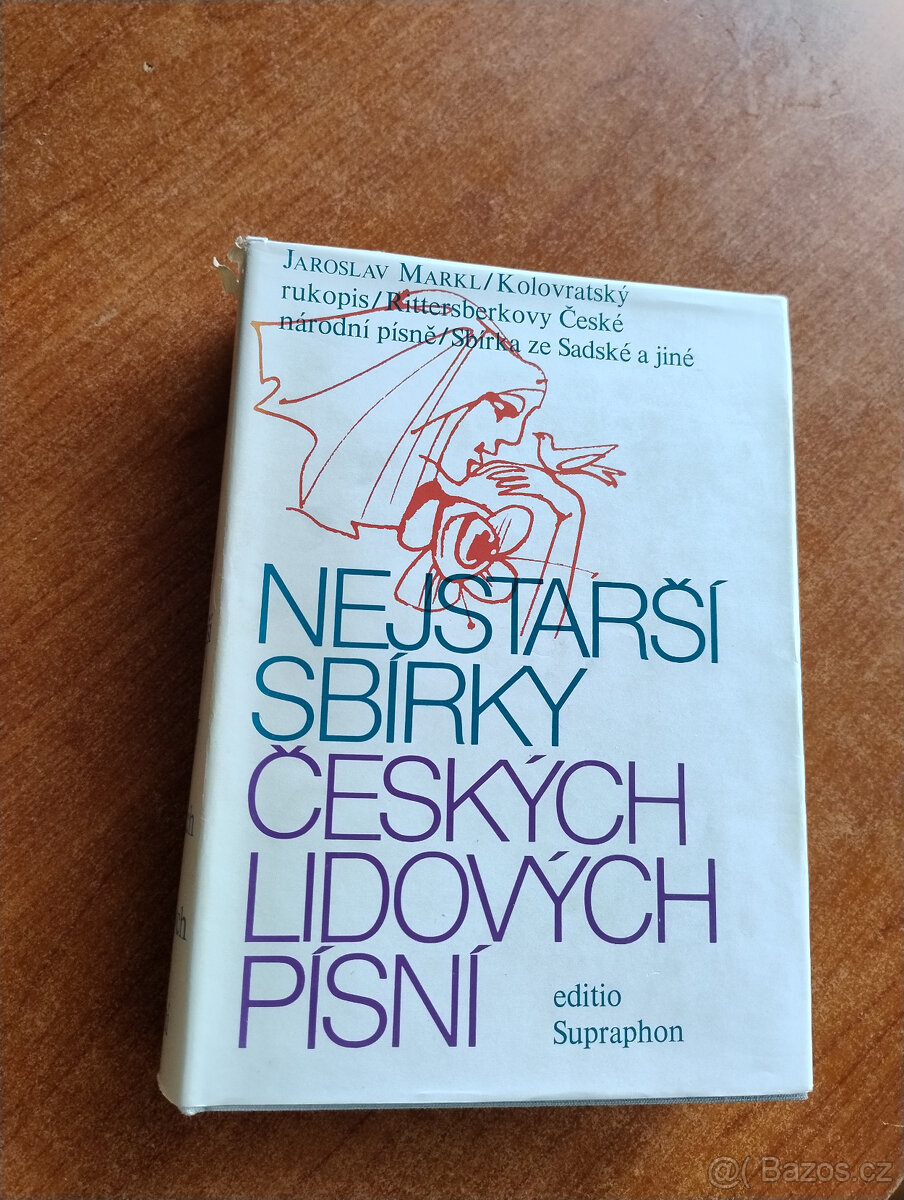 JAROSLAV MARKL/Kolovratský
rukopis/Rittersberkovy České
národní písně/Sbírka ze Sadské a jiné
NEJSTARŠÍ
SBÍRKY
ČESKÝCH
LIDOVÝCH
PÍSNÍ
editio
Supraphon
@( Bazos.cz